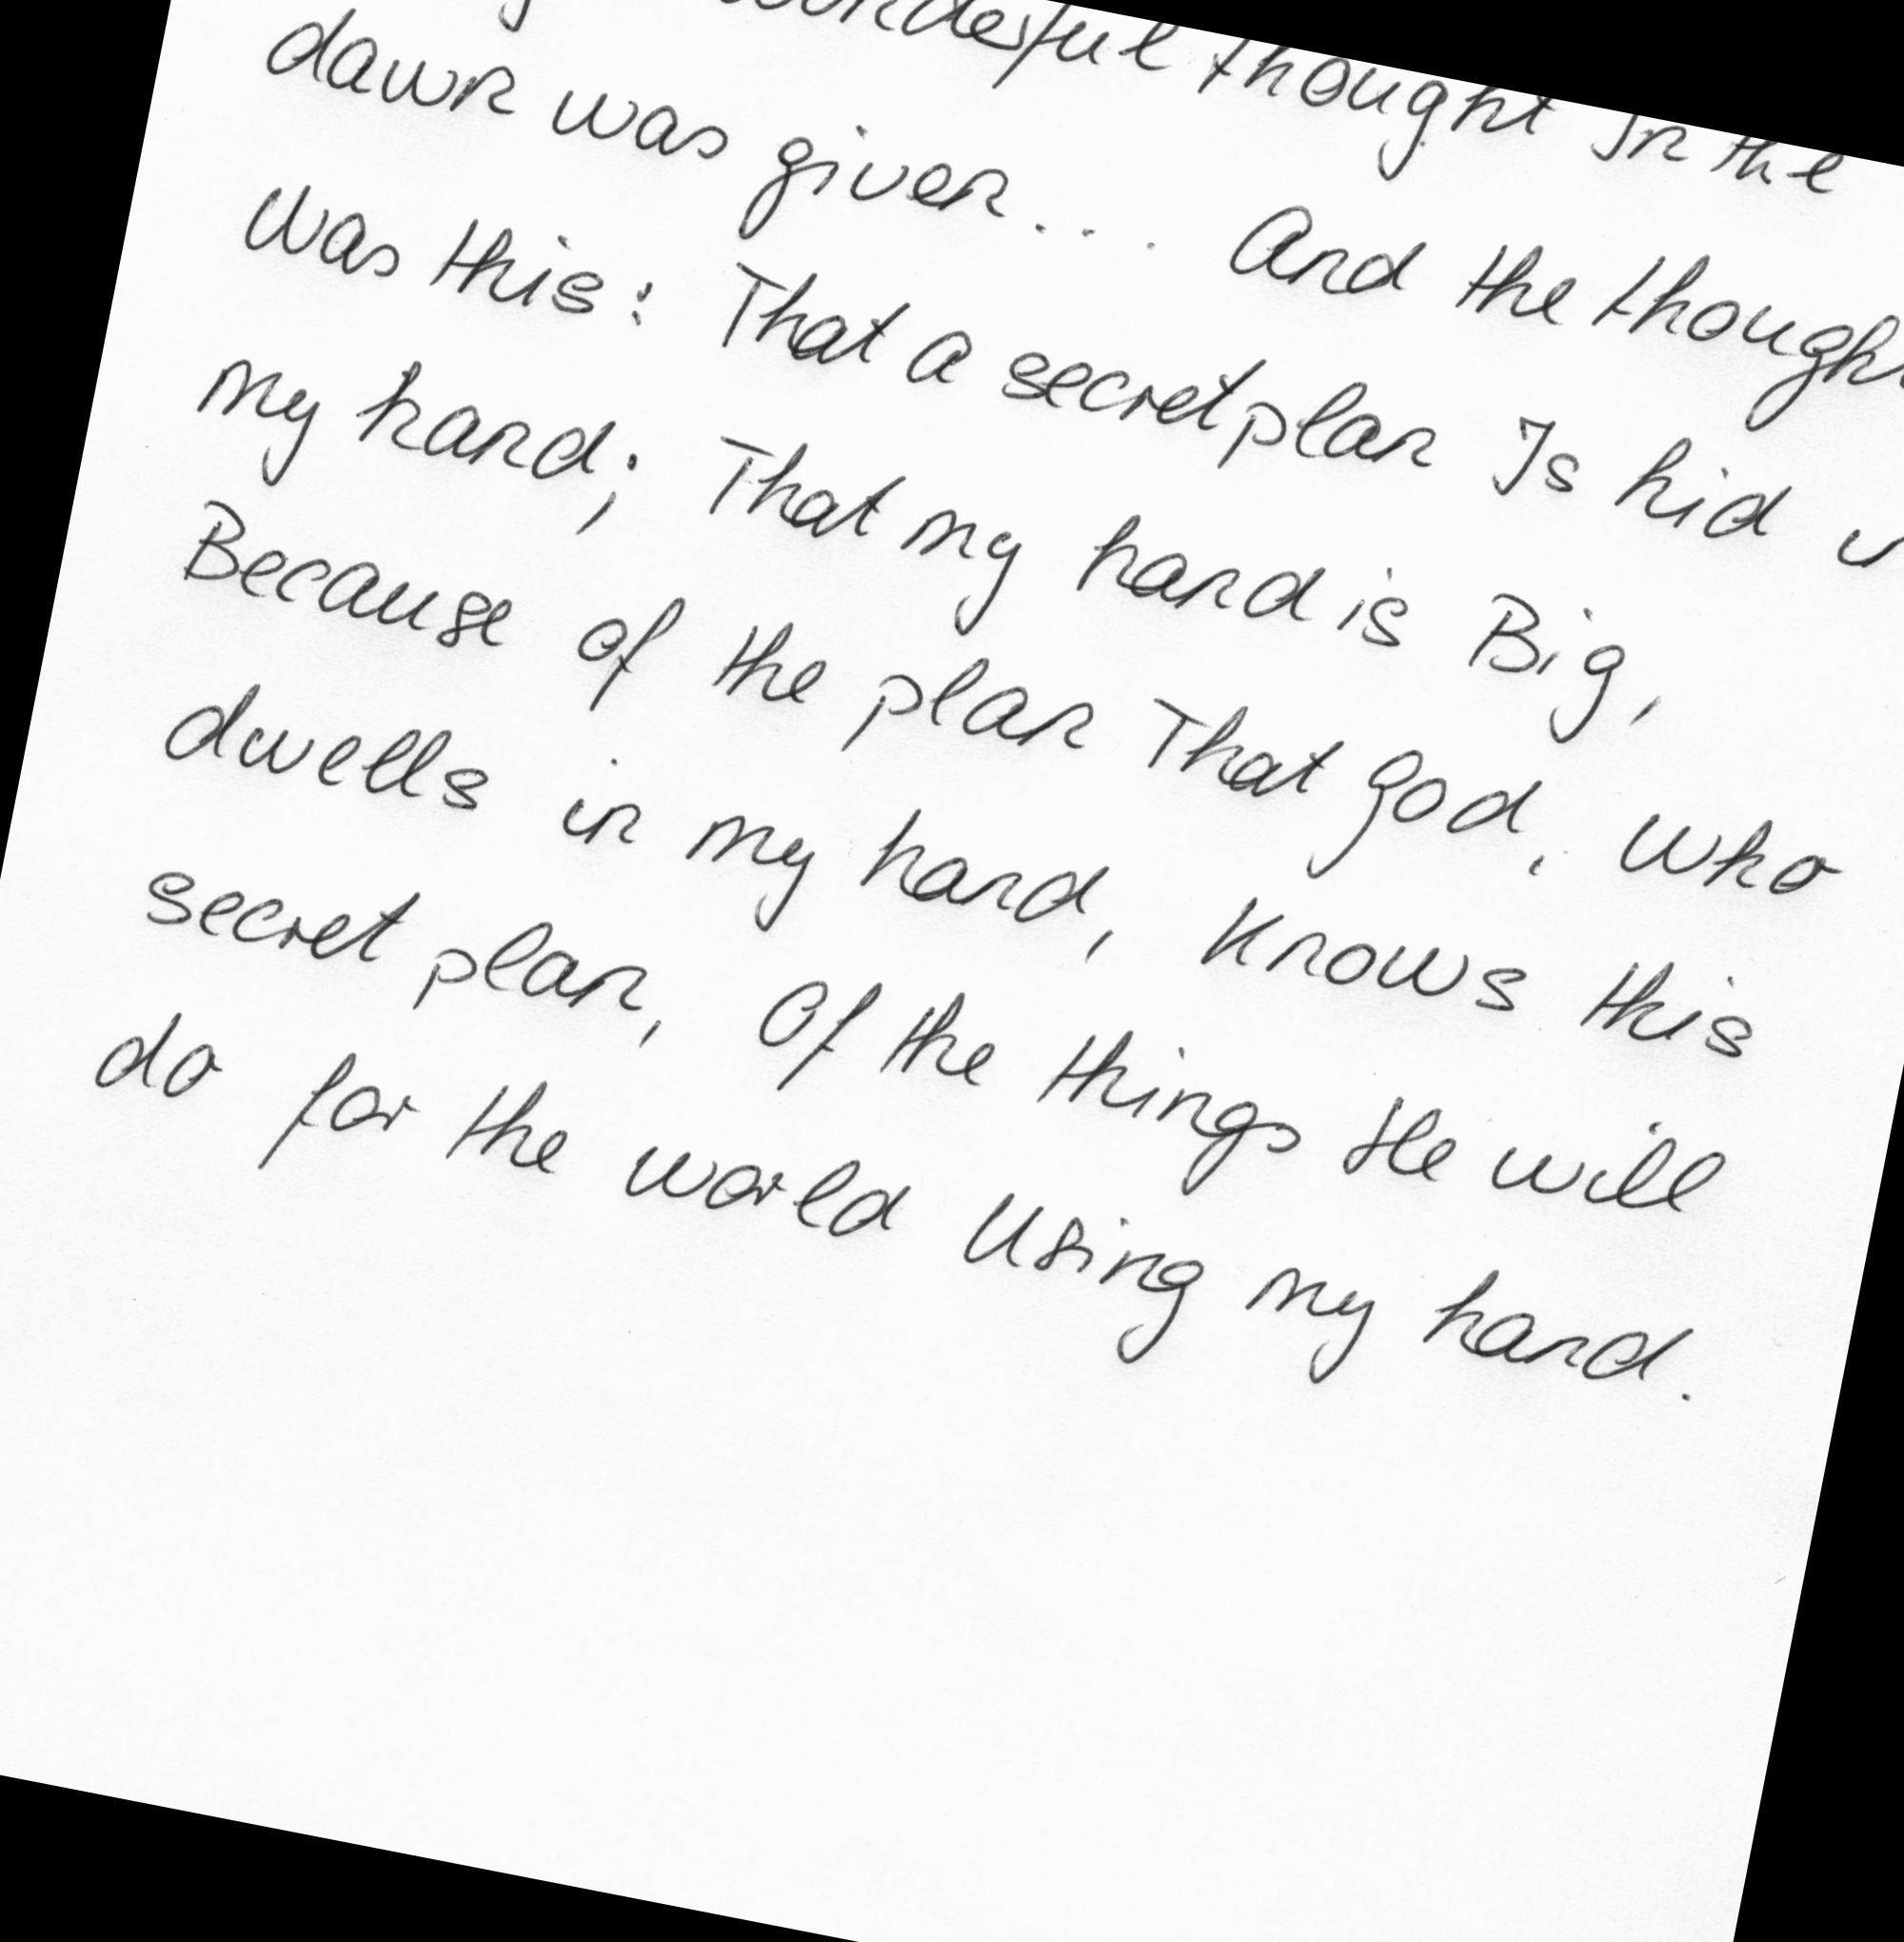 wonderful thought In the
dawn was given... And the thought
was this: That a secret plan Is hid
my hand; That my hand is Big,
Because of the plan That God, Who
dwells in my hand, Knows this
secret plan, Of the things He will
do for the world Using my hand.